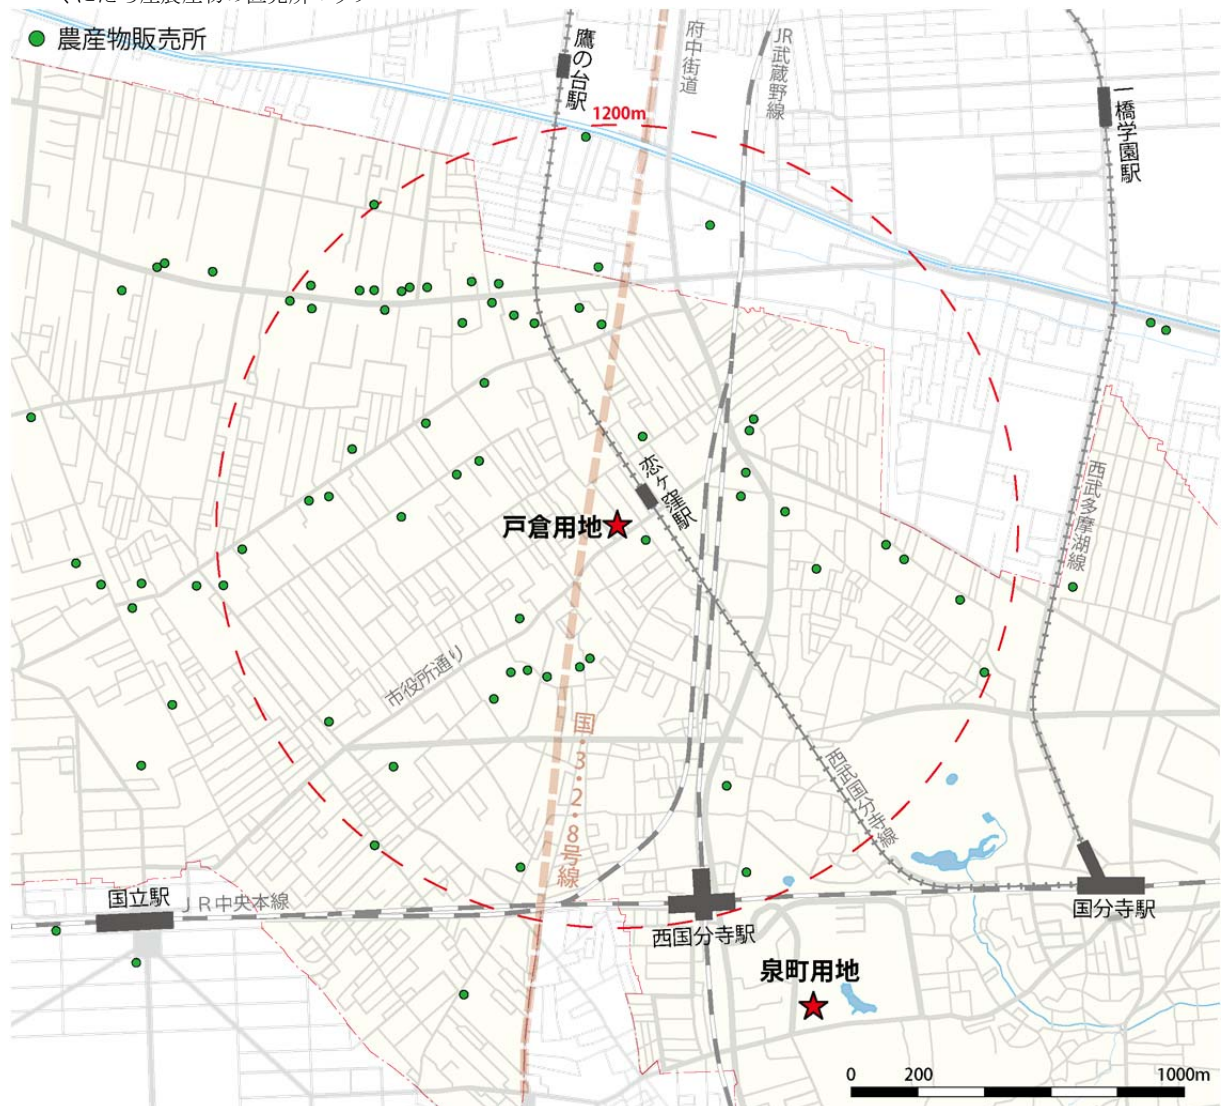 農産物販売所
鷹の台駅
府中街道
JR武蔵野線
一橋学園駅
1200m
恋ヶ窪駅
戸倉用地
西武多摩湖線
市役所通り
国・3・2・8号線
西武国分寺線
国立駅
JR中央本線
西国分寺駅
国分寺駅
泉町用地
0 200 1000m